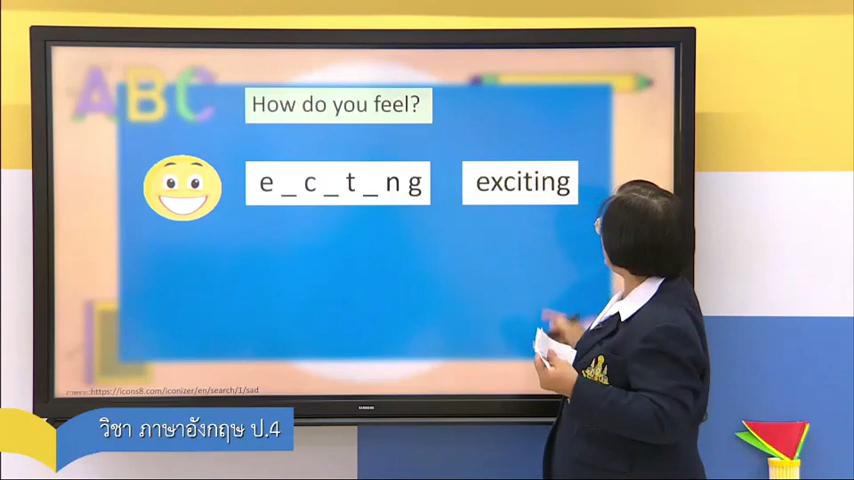 ABC
How do you feel?
e _ c _ t _ n g
exciting
https://icons8.com/iconizer/en/search/1/sad
SAMSUNG
วิชา ภาษาอังกฤษ ป.4